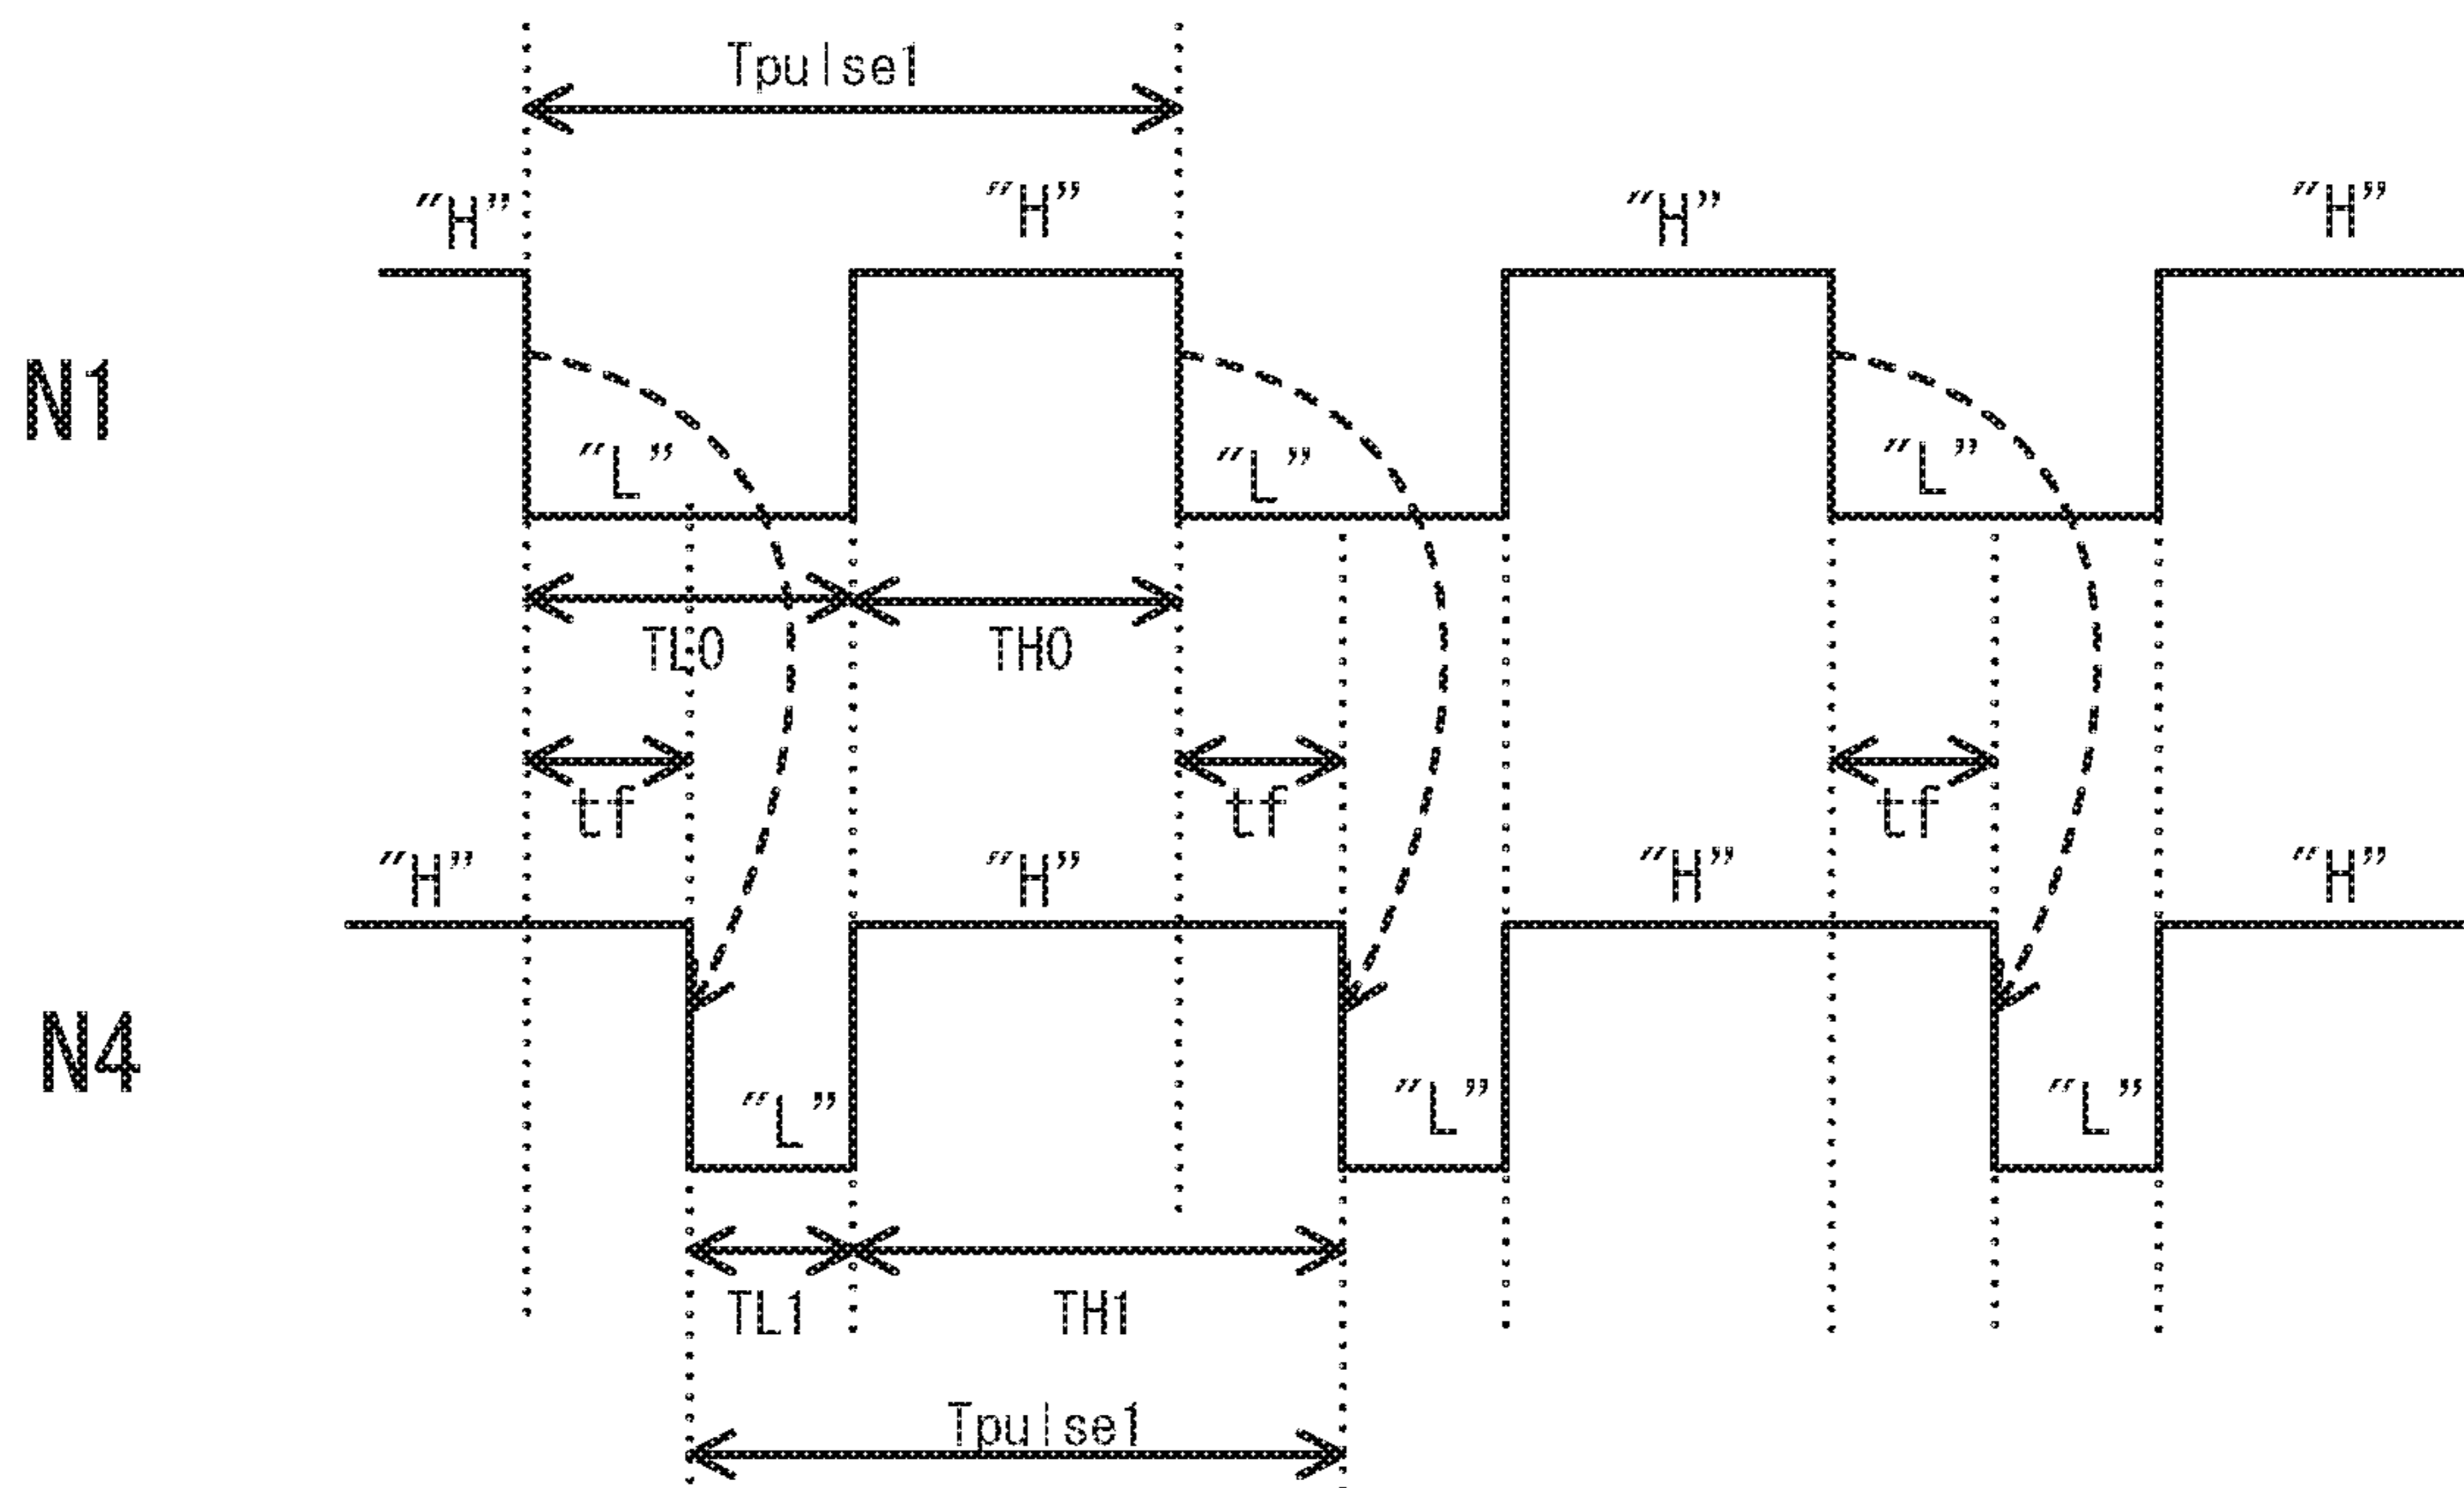 Tpulse1
"H" "H" "H" "H"
N1
"L" "L" "L"
TL0 TH0
tf tf tf
"H" "H" "H" "H"
N4
"L" "L" "L"
TL1 TH1
Tpulse1